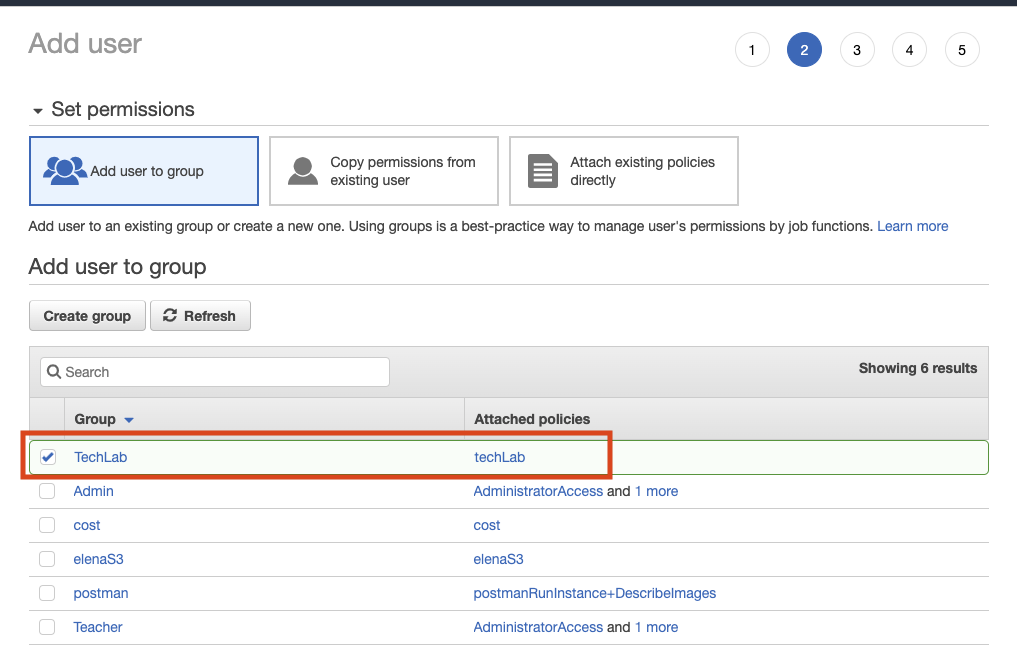 Add user
1 2 3 4 5
Set permissions
Add user to group
Copy permissions from
existing user
Attach existing policies
directly
Add user to an existing group or create a new one. Using groups is a best-practice way to manage user's permissions by job functions. Learn more
Add user to group
Create group Refresh
Search Showing 6 results
Group Attached policies
TechLab techLab
Admin AdministratorAccess and 1 more
cost cost
elenaS3 elenaS3
postman postmanRunInstance+DescribeImages
Teacher AdministratorAccess and 1 more